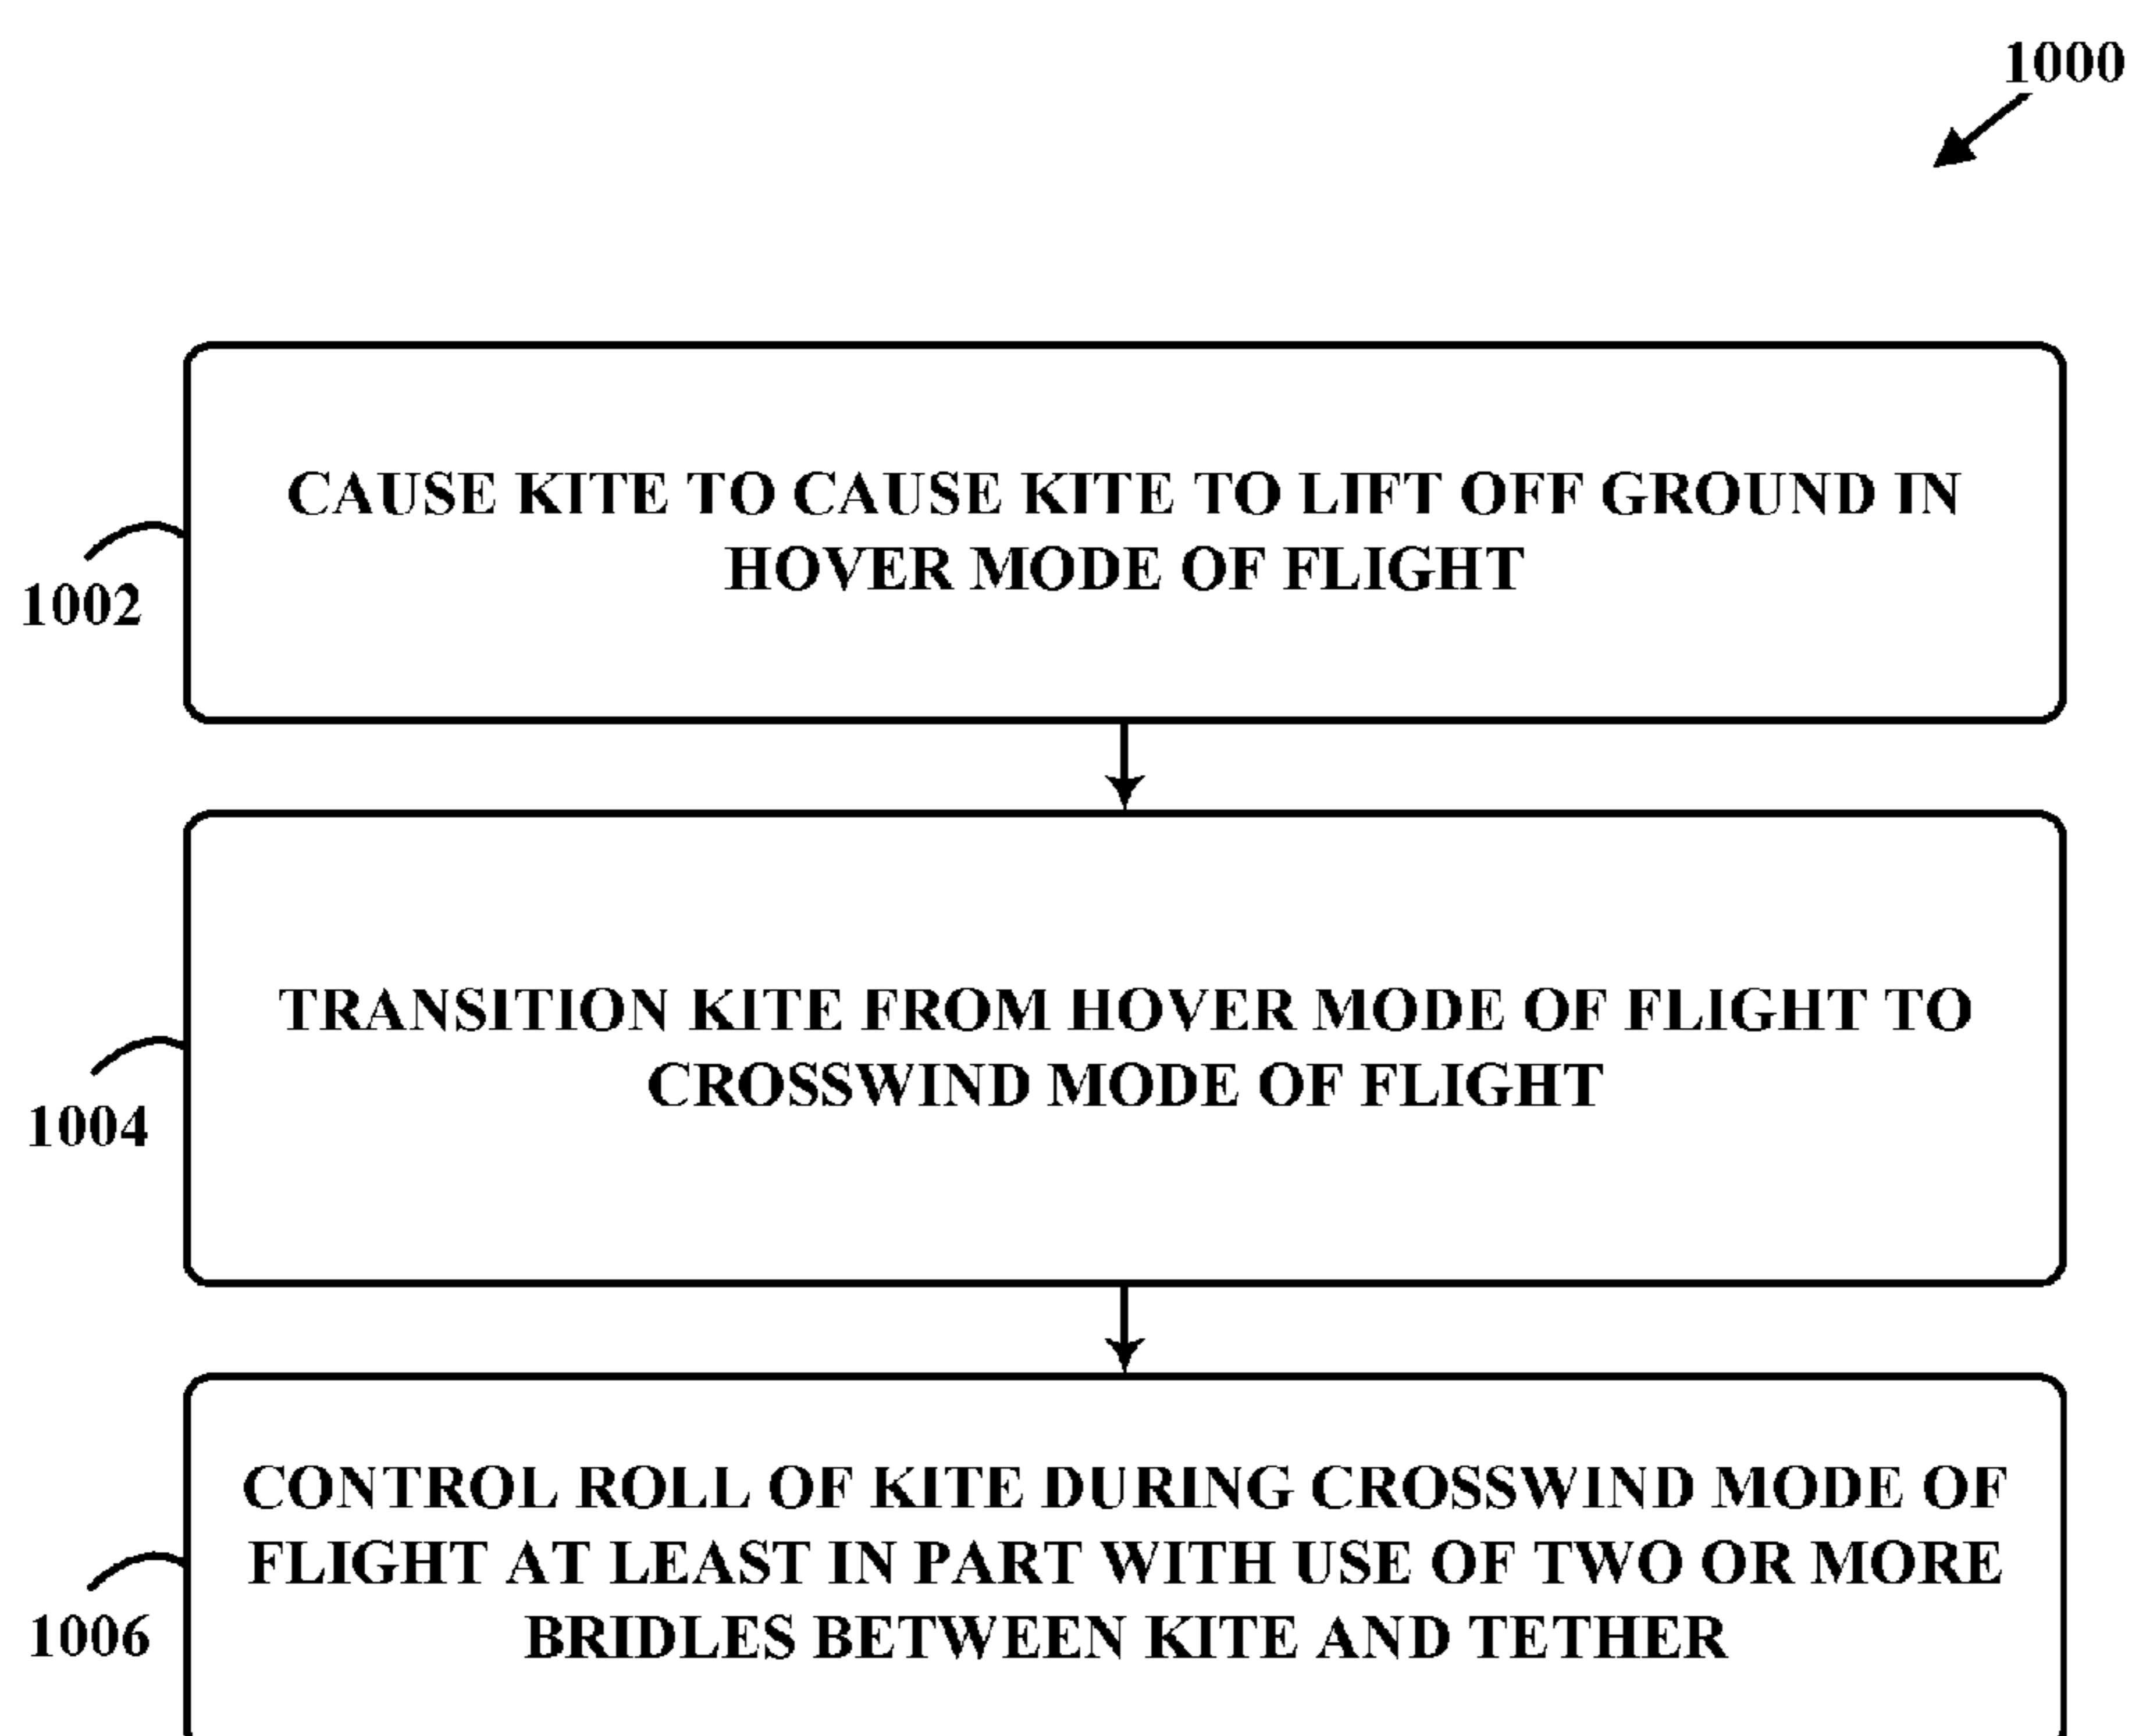 1000
CAUSE KITE TO CAUSE KITE TO LIFT OFF GROUND IN
HOVER MODE OF FLIGHT
1002
TRANSITION KITE FROM HOVER MODE OF FLIGHT TO
CROSSWIND MODE OF FLIGHT
1004
CONTROL ROLL OF KITE DURING CROSSWIND MODE OF
FLIGHT AT LEAST IN PART WITH USE OF TWO OR MORE
BRIDLES BETWEEN KITE AND TETHER
1006